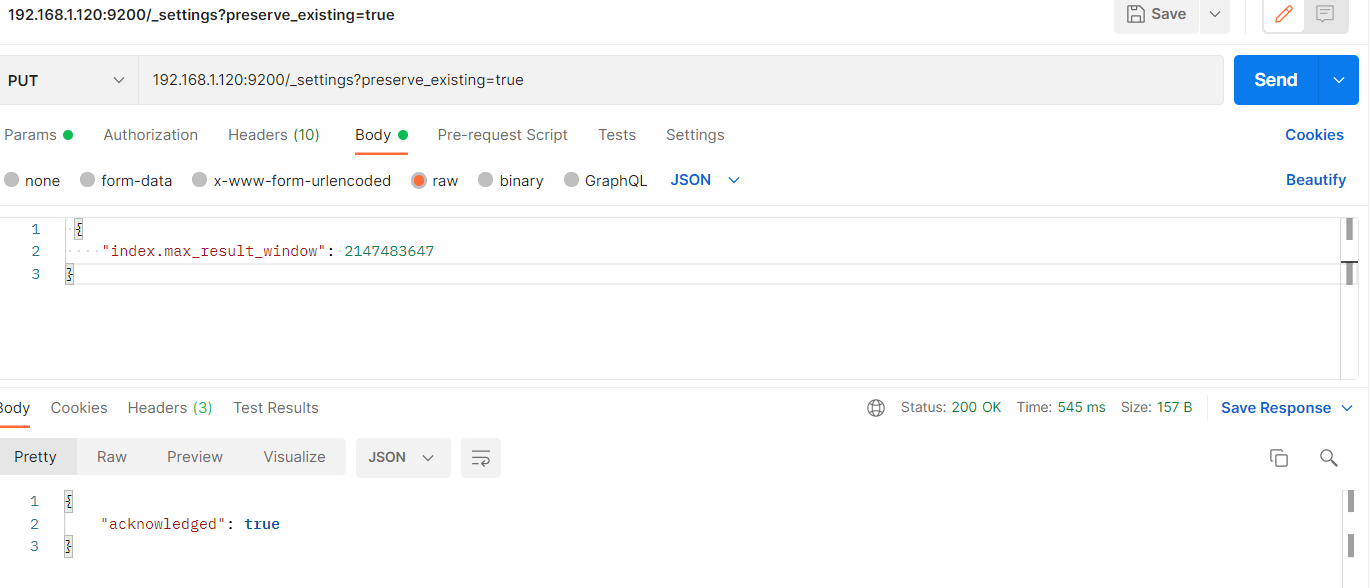 192.168.1.120:9200/_settings?preserve_existing=true Save
PUT 192.168.1.120:9200/_settings?preserve_existing=true Send
Params Authorization Headers (10) Body Pre-request Script Tests Settings Cookies
none form-data x-www-form-urlencoded raw binary GraphQL JSON Beautify
1 {
2 "index.max_result_window": 2147483647
3 }
Body Cookies Headers (3) Test Results Status: 200 OK Time: 545 ms Size: 157 B Save Response
Pretty Raw Preview Visualize JSON
1 {
2 "acknowledged": true
3 }